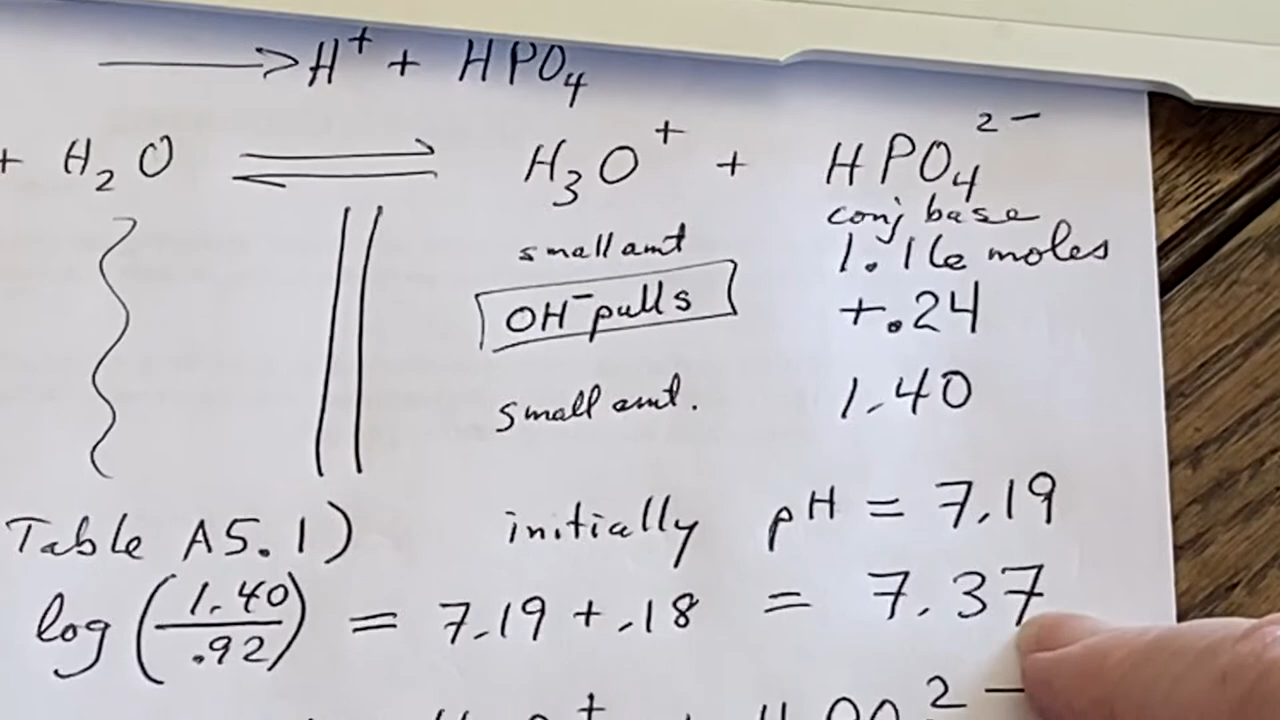 ⟶ H⁺ + HPO₄
+ H₂O ⇌ H₃O⁺ + HPO₄²⁻
conj base
small amt 1.16 moles
OH⁻ pulls +.24
small amt. 1.40
Table A5.1) initially pH = 7.19
log (1.40/.92) = 7.19 + .18 = 7.37